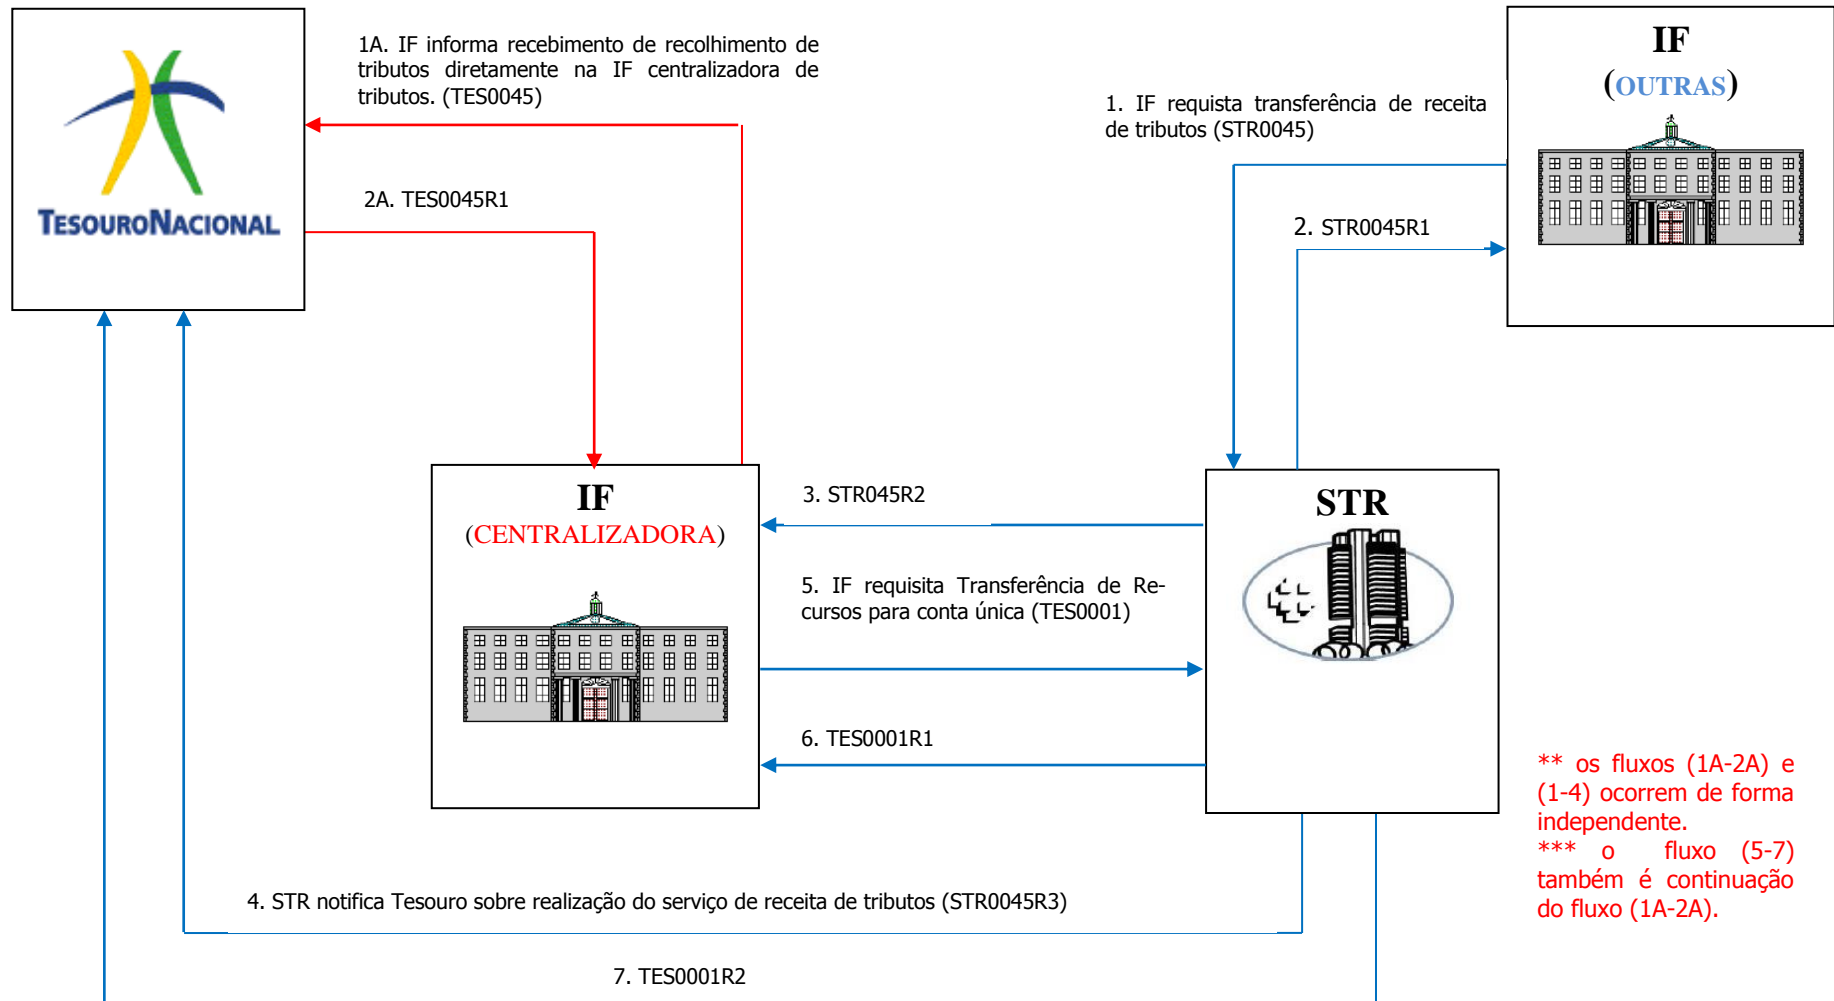 TESOURONACIONAL
1A. IF informa recebimento de recolhimento de
tributos diretamente na IF centralizadora de
tributos. (TES0045)
2A. TES0045R1
IF
(OUTRAS)
1. IF requista transferência de receita
de tributos (STR0045)
2. STR0045R1
IF
(CENTRALIZADORA)
3. STR045R2
STR
5. IF requisita Transferência de Re-
cursos para conta única (TES0001)
6. TES0001R1
** os fluxos (1A-2A) e
(1-4) ocorrem de forma
independente.
*** o fluxo (5-7)
também é continuação
do fluxo (1A-2A).
4. STR notifica Tesouro sobre realização do serviço de receita de tributos (STR0045R3)
7. TES0001R2